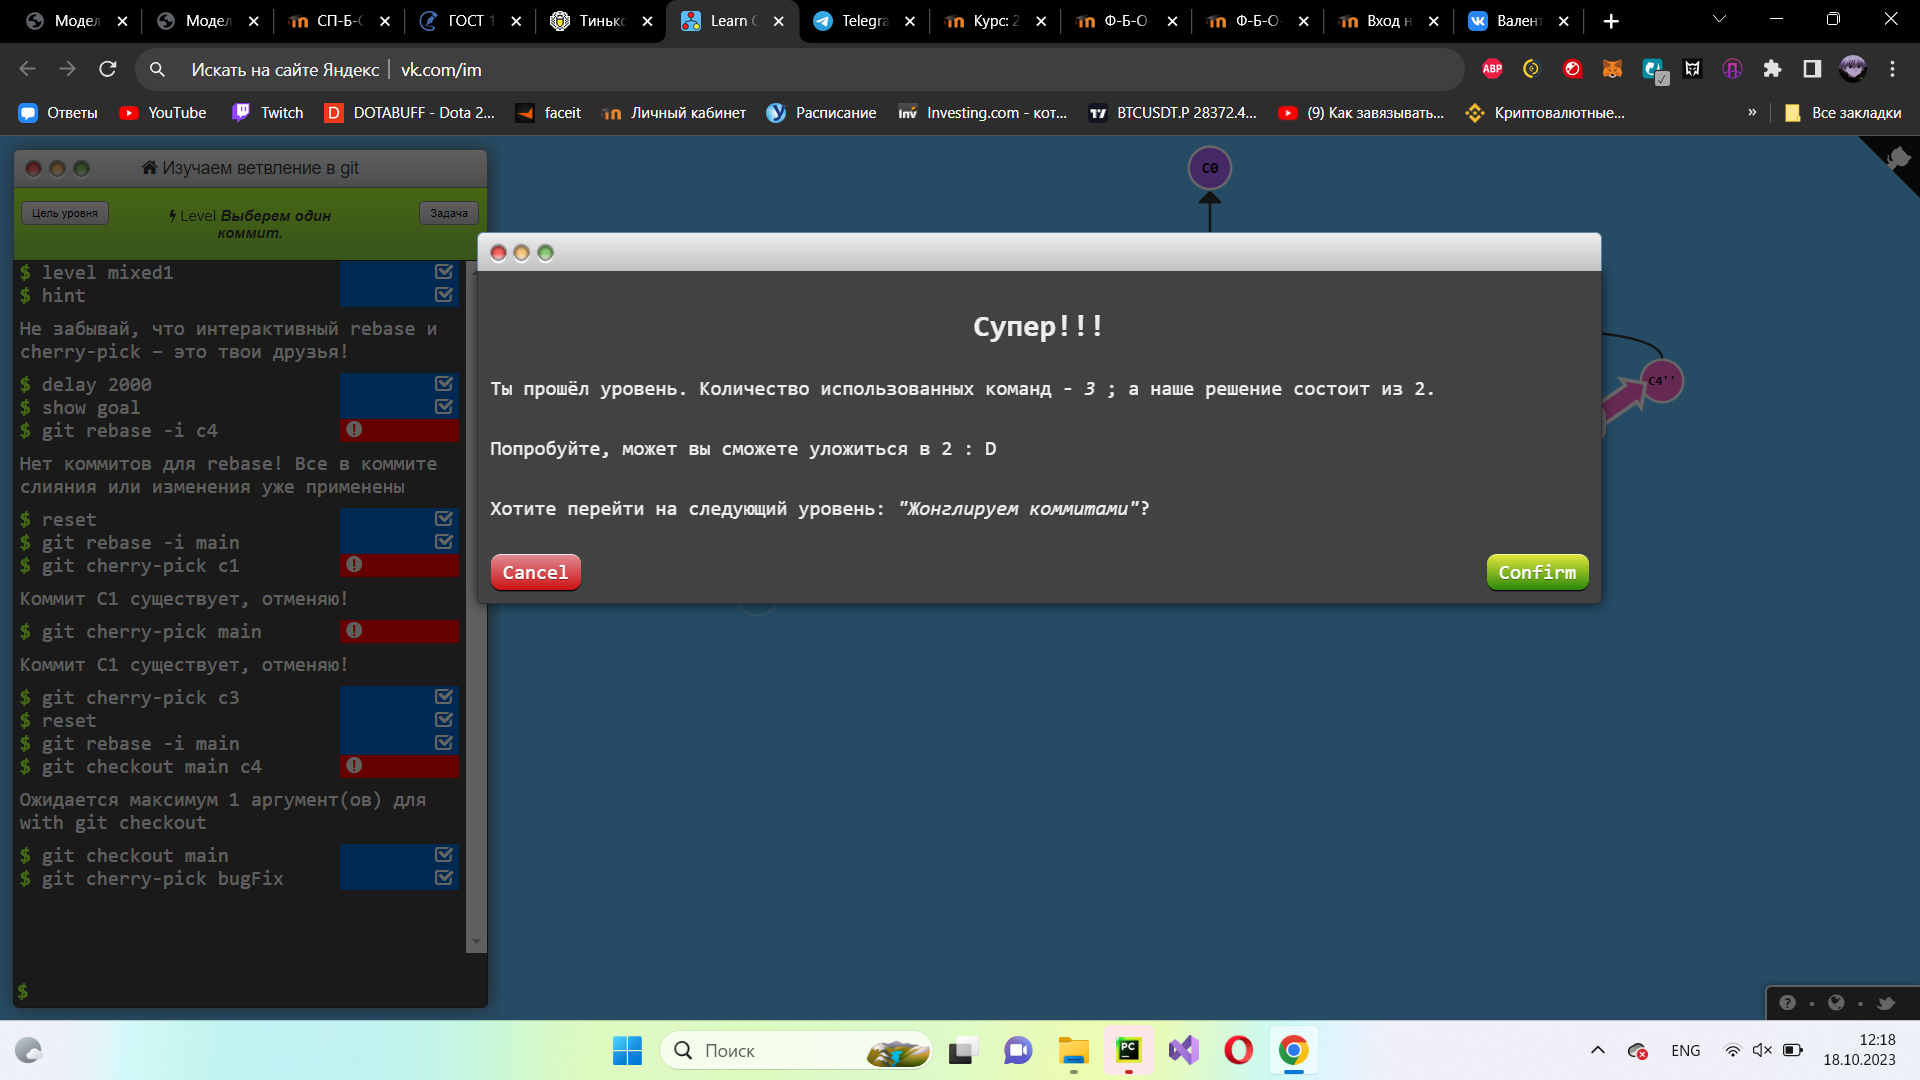 Модел
Модел
СП-Б-С
ГОСТ 1
Тинько
Learn G
Telegra
Курс: 2
Ф-Б-О
Ф-Б-О
Вход н
Вален
Искать на сайте Яндекс | vk.com/im
ABP
Ответы
YouTube
Twitch
DOTABUFF - Dota 2...
faceit
Личный кабинет
Расписание
Investing.com - кот...
BTCUSDT.P 28372.4...
(9) Как завязывать...
Криптовалютные...
»
Все закладки
Изучаем ветвление в git
Цель уровня
Level Выберем один
коммит.
Задача
$ level mixed1
$ hint
Не забывай, что интерактивный rebase и
cherry-pick – это твои друзья!
$ delay 2000
$ show goal
$ git rebase -i c4
Нет коммитов для rebase! Все в коммите
слияния или изменения уже применены
$ reset
$ git rebase -i main
$ git cherry-pick c1
Коммит C1 существует, отменяю!
$ git cherry-pick main
Коммит C1 существует, отменяю!
$ git cherry-pick c3
$ reset
$ git rebase -i main
$ git checkout main c4
Ожидается максимум 1 аргумент(ов) для
with git checkout
$ git checkout main
$ git cherry-pick bugFix
$
C0
C4''
Супер!!!
Ты прошёл уровень. Количество использованных команд - 3 ; а наше решение состоит из 2.
Попробуйте, может вы сможете уложиться в 2 : D
Хотите перейти на следующий уровень: "Жонглируем коммитами"?
Cancel
Confirm
Поиск
PC
ENG
12:18
18.10.2023